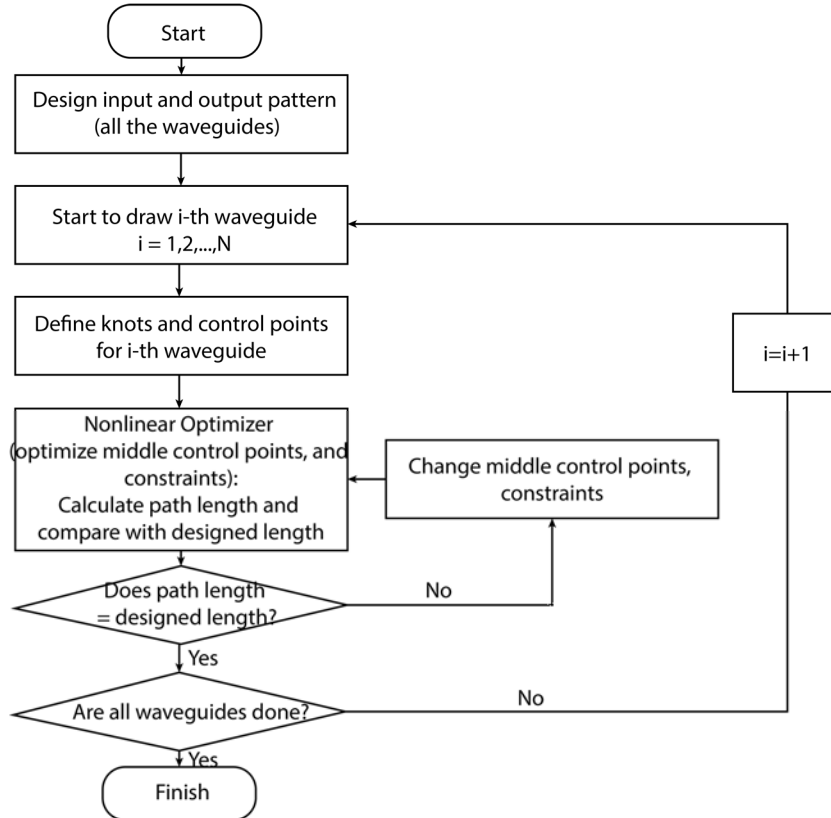 Start
Design input and output pattern
(all the waveguides)
Start to draw i-th waveguide
i = 1,2,...,N
Define knots and control points
for i-th waveguide
i=i+1
Nonlinear Optimizer
(optimize middle control points, and
constraints):
Calculate path length and
compare with designed length
Change middle control points,
constraints
Does path length
= designed length?
No
Yes
Are all waveguides done?
No
Yes
Finish